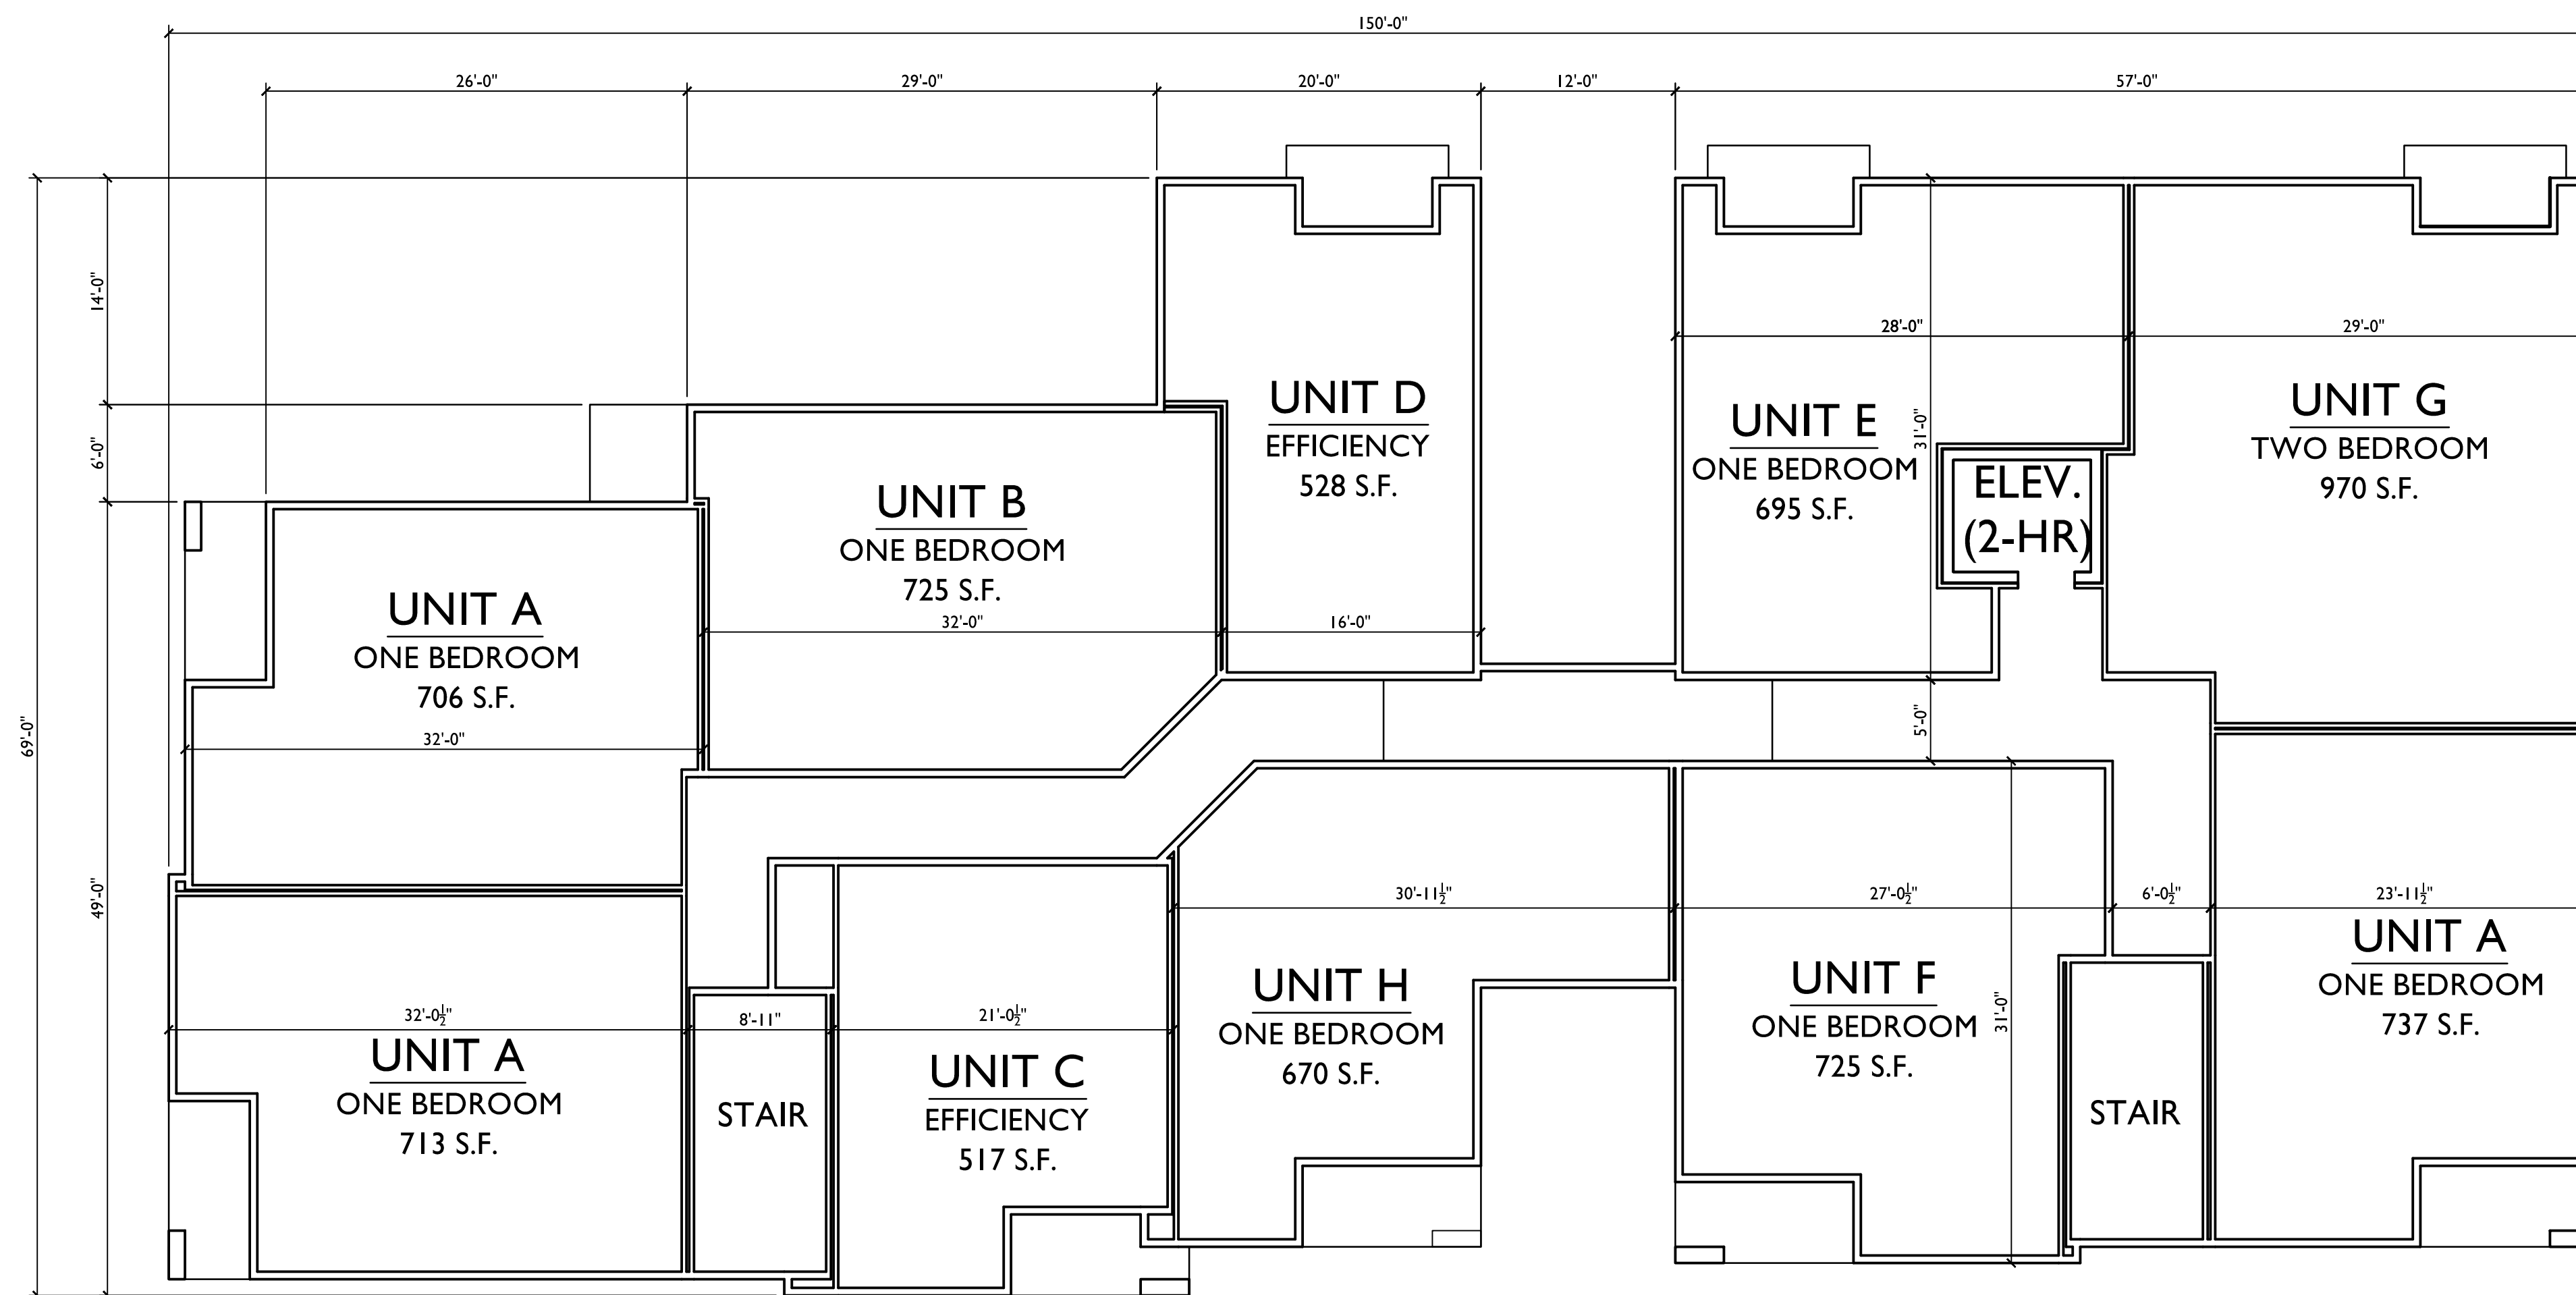 150'-0"
26'-0"
29'-0"
20'-0"
12'-0"
57'-0"
14'-0"
6'-0"
69'-0"
49'-0"
28'-0"
29'-0"
31'-0"
UNIT D
EFFICIENCY
528 S.F.
UNIT E
ONE BEDROOM
695 S.F.
UNIT G
TWO BEDROOM
970 S.F.
ELEV.
(2-HR)
UNIT B
ONE BEDROOM
725 S.F.
32'-0"
16'-0"
UNIT A
ONE BEDROOM
706 S.F.
32'-0"
5'-0"
30'-11½"
27'-0½"
6'-0½"
23'-11½"
UNIT A
ONE BEDROOM
737 S.F.
UNIT H
ONE BEDROOM
670 S.F.
UNIT F
ONE BEDROOM
725 S.F.
31'-0"
32'-0½"
8'-11"
21'-0½"
UNIT A
ONE BEDROOM
713 S.F.
STAIR
UNIT C
EFFICIENCY
517 S.F.
STAIR